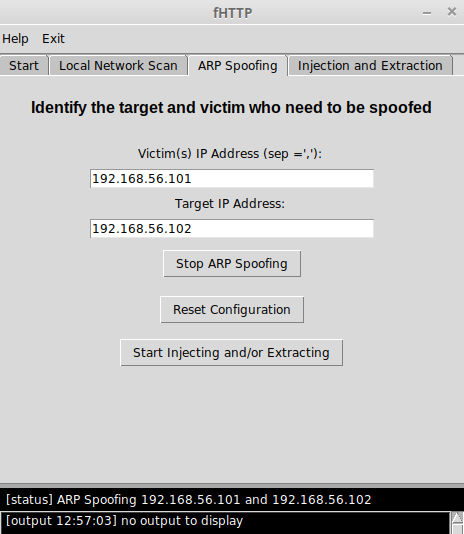 fHTTP
Help Exit
Start Local Network Scan ARP Spoofing Injection and Extraction
Identify the target and victim who need to be spoofed
Victim(s) IP Address (sep =','):
192.168.56.101
Target IP Address:
192.168.56.102
Stop ARP Spoofing
Reset Configuration
Start Injecting and/or Extracting
[status] ARP Spoofing 192.168.56.101 and 192.168.56.102
[output 12:57:03] no output to display